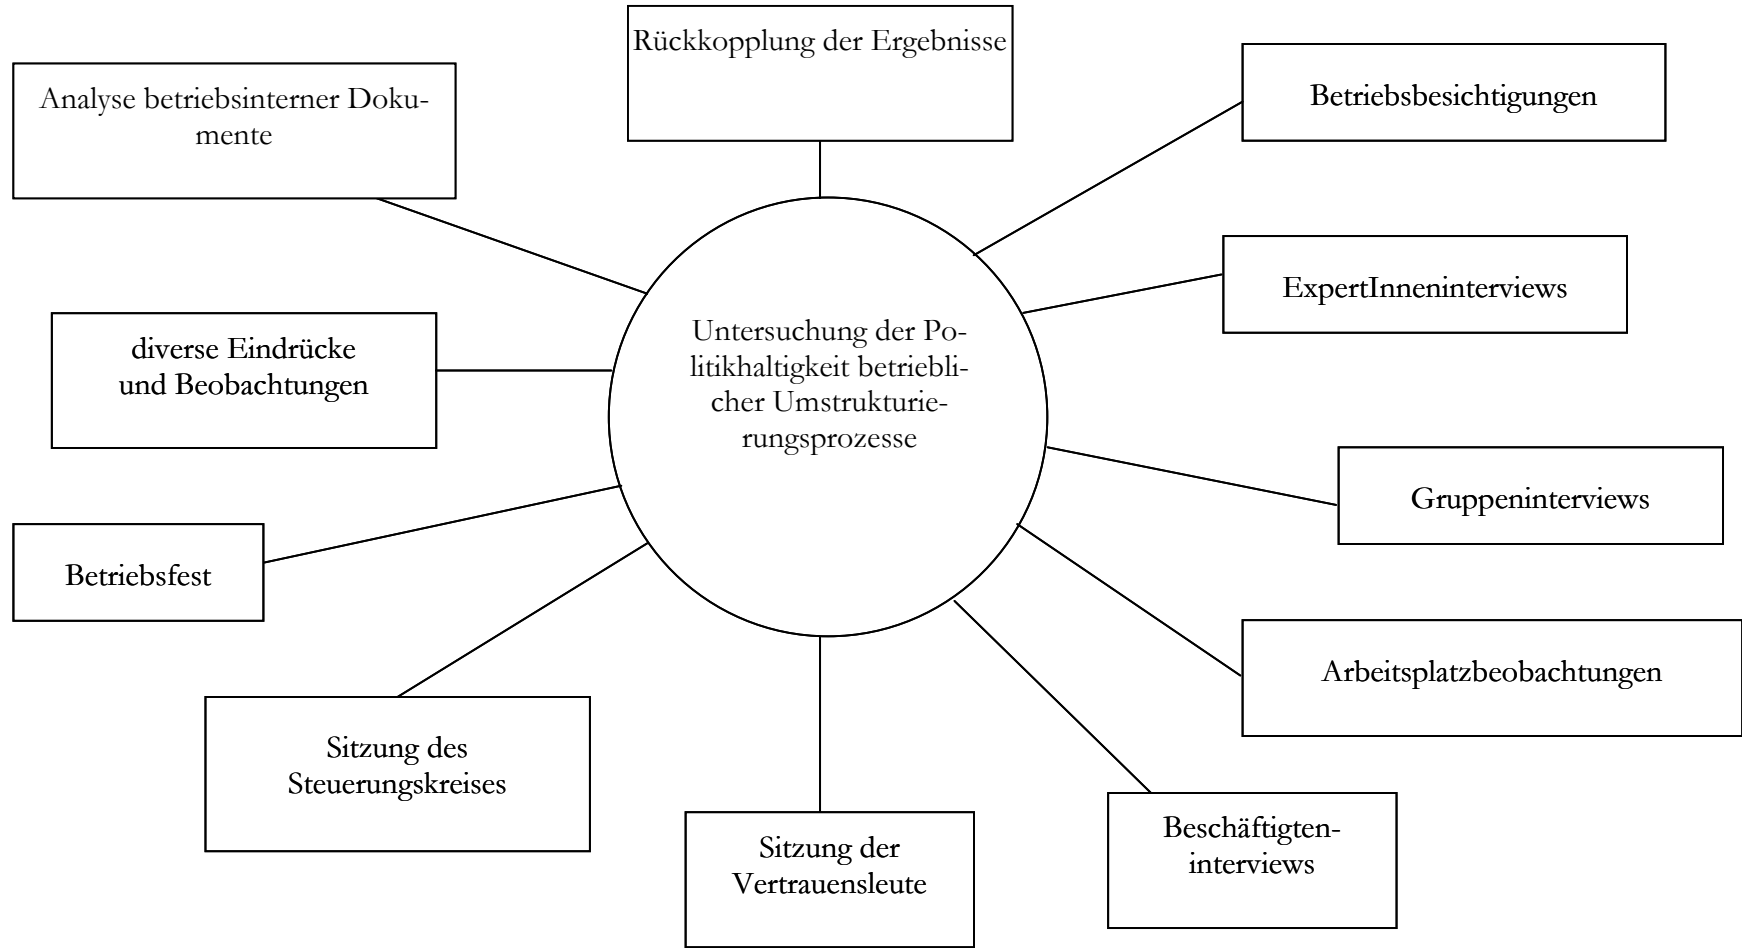 Rückkopplung der Ergebnisse
Betriebsbesichtigungen
Analyse betriebsinterner Doku-
mente
ExpertInneninterviews
Untersuchung der Po-
litikhaltigkeit betriebli-
cher Umstrukturie-
rungsprozesse
diverse Eindrücke
und Beobachtungen
Gruppeninterviews
Betriebsfest
Arbeitsplatzbeobachtungen
Sitzung des
Steuerungskreises
Sitzung der
Vertrauensleute
Beschäftigten-
interviews